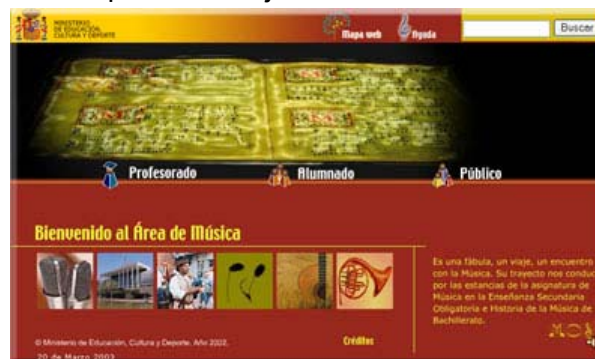 MINISTERIO
DE EDUCACIÓN,
CULTURA Y DEPORTE
Mapa web
Ayuda
Buscar
Profesorado
Alumnado
Público
Bienvenido al Área de Música
Es una fábula, un viaje, un encuentro
con la Música. Su trayecto nos conduc
por las estancias de la asignatura de
Música en la Enseñanza Secundaria
Obligatoria e Historia de la Música de
Bachillerato.
© Ministerio de Educación, Cultura y Deporte. Año 2002.
Créditos
20 de Marzo 2003